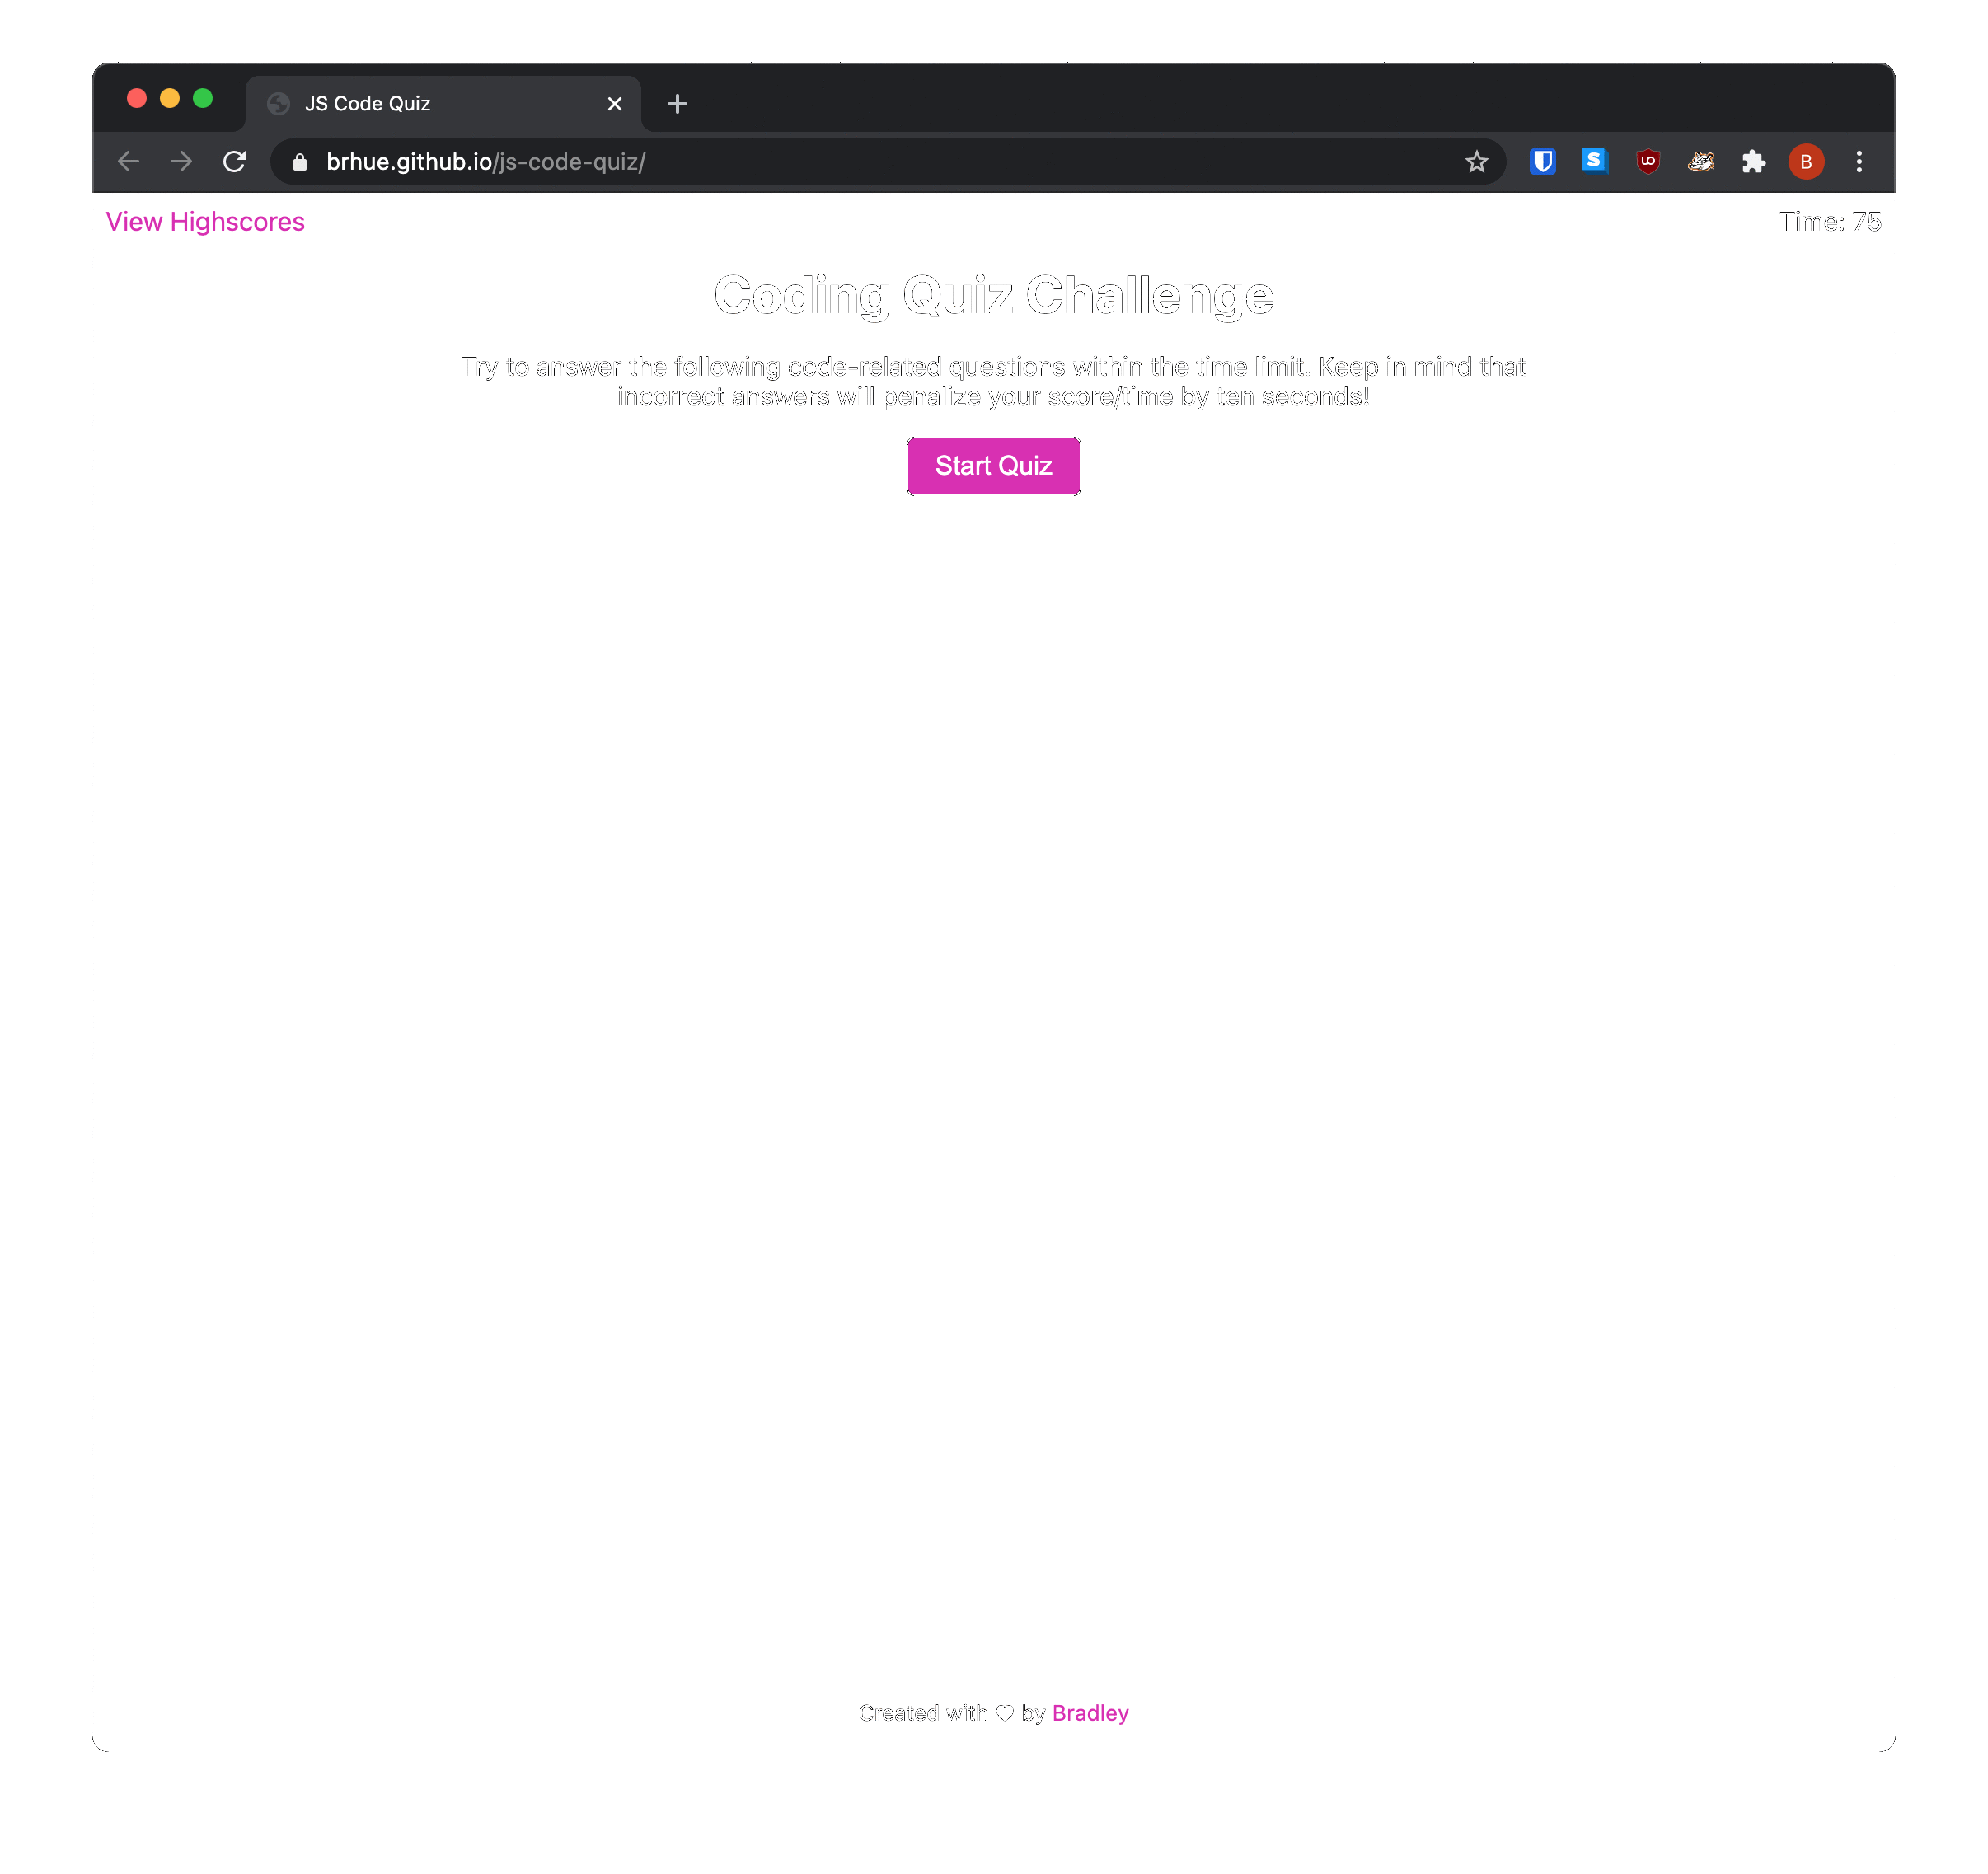 JS Code Quiz
brhue.github.io/js-code-quiz/
B
View Highscores
Time: 75
Coding Quiz Challenge
Try to answer the following code-related questions within the time limit. Keep in mind that
incorrect answers will penalize your score/time by ten seconds!
Start Quiz
Created with ♡ by Bradley